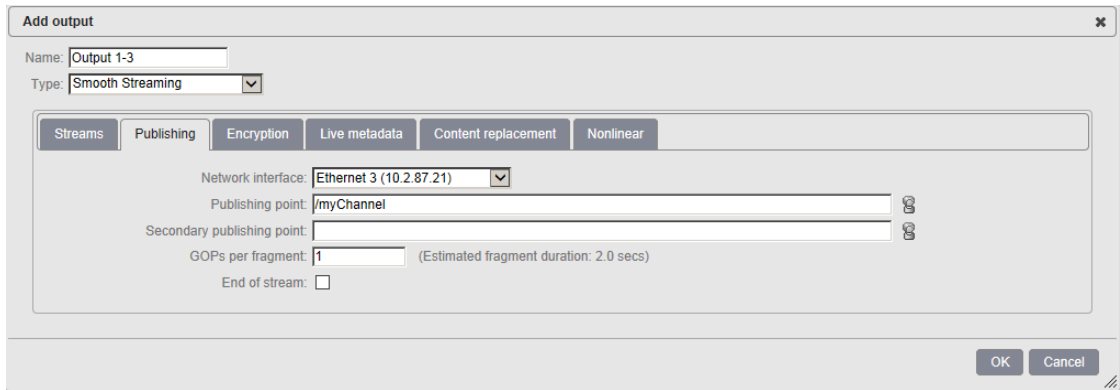 Add output
Name: Output 1-3
Type: Smooth Streaming
Streams Publishing Encryption Live metadata Content replacement Nonlinear
Network interface: Ethernet 3 (10.2.87.21)
Publishing point: /myChannel
Secondary publishing point:
GOPs per fragment: 1 (Estimated fragment duration: 2.0 secs)
End of stream:
OK Cancel